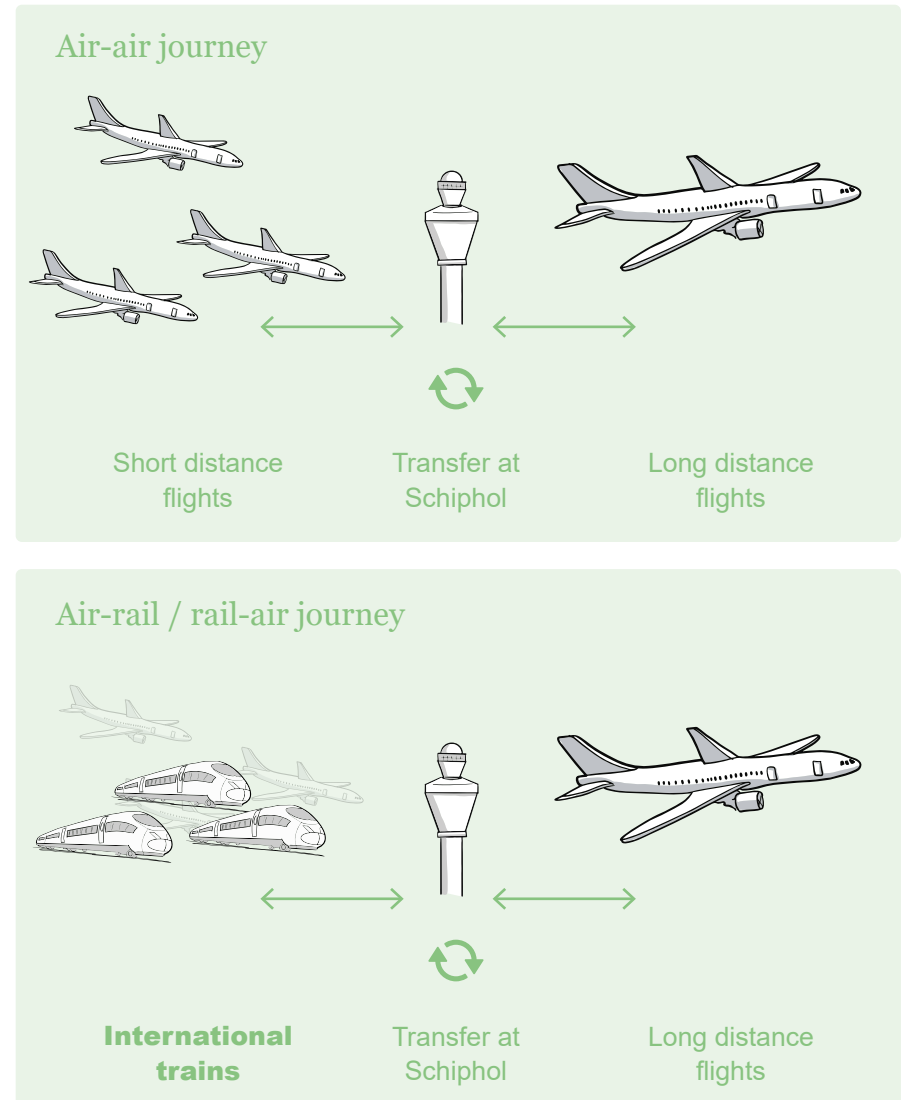 Air-air journey
Short distance
flights
Transfer at
Schiphol
Long distance
flights
Air-rail / rail-air journey
International
trains
Transfer at
Schiphol
Long distance
flights